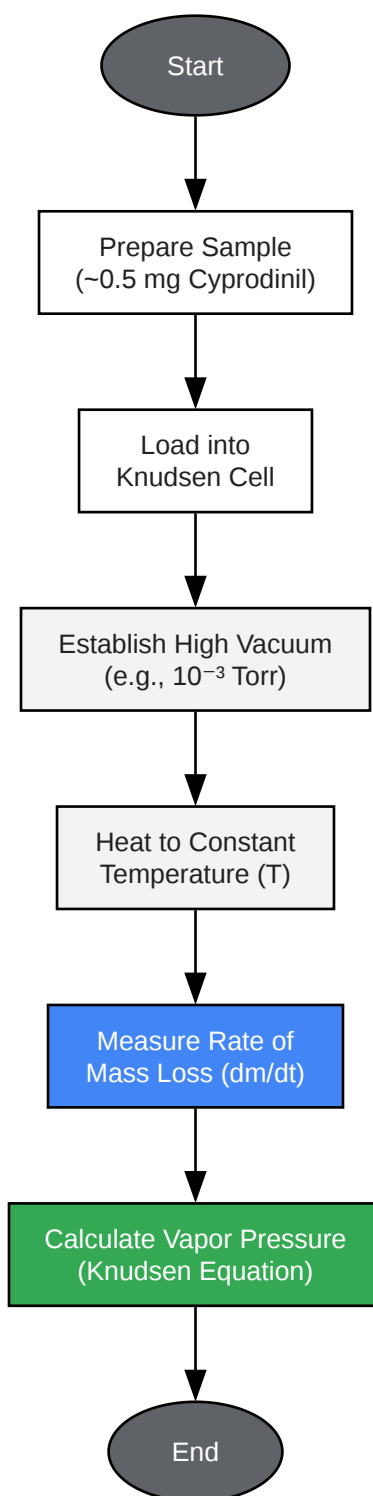 Start
Prepare Sample
(~0.5 mg Cyprodinil)
Load into
Knudsen Cell
Establish High Vacuum
(e.g., 10⁻³ Torr)
Heat to Constant
Temperature (T)
Measure Rate of
Mass Loss (dm/dt)
Calculate Vapor Pressure
(Knudsen Equation)
End